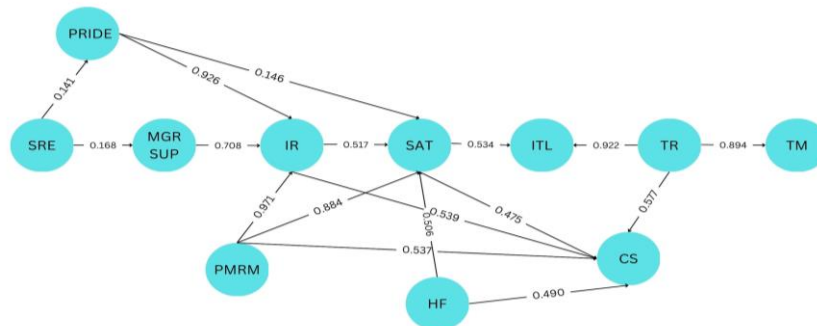 PRIDE
0.141
0.926
0.146
SRE
0.168
MGR
SUP
0.708
IR
0.517
SAT
0.534
ITL
0.922
TR
0.894
TM
0.971
0.884
0.506
0.539
0.475
0.577
0.537
PMRM
CS
HF
0.490